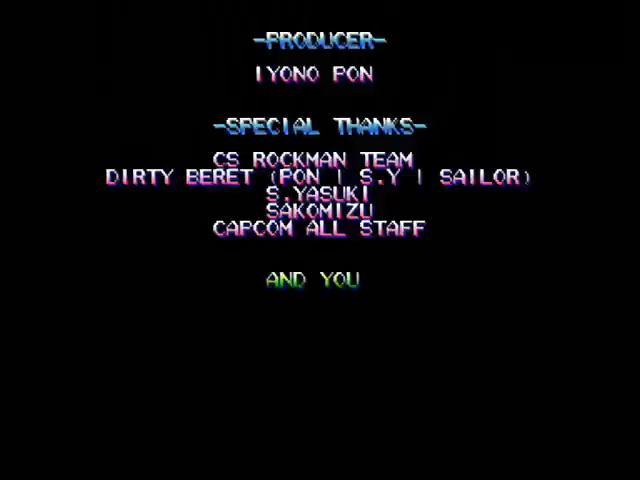 -PRODUCER-
IYONO PON
-SPECIAL THANKS-
CS ROCKMAN TEAM
DIRTY BERET (PON | S.Y | SAILOR)
S.YASUKI
SAKOMIZU
CAPCOM ALL STAFF
AND YOU